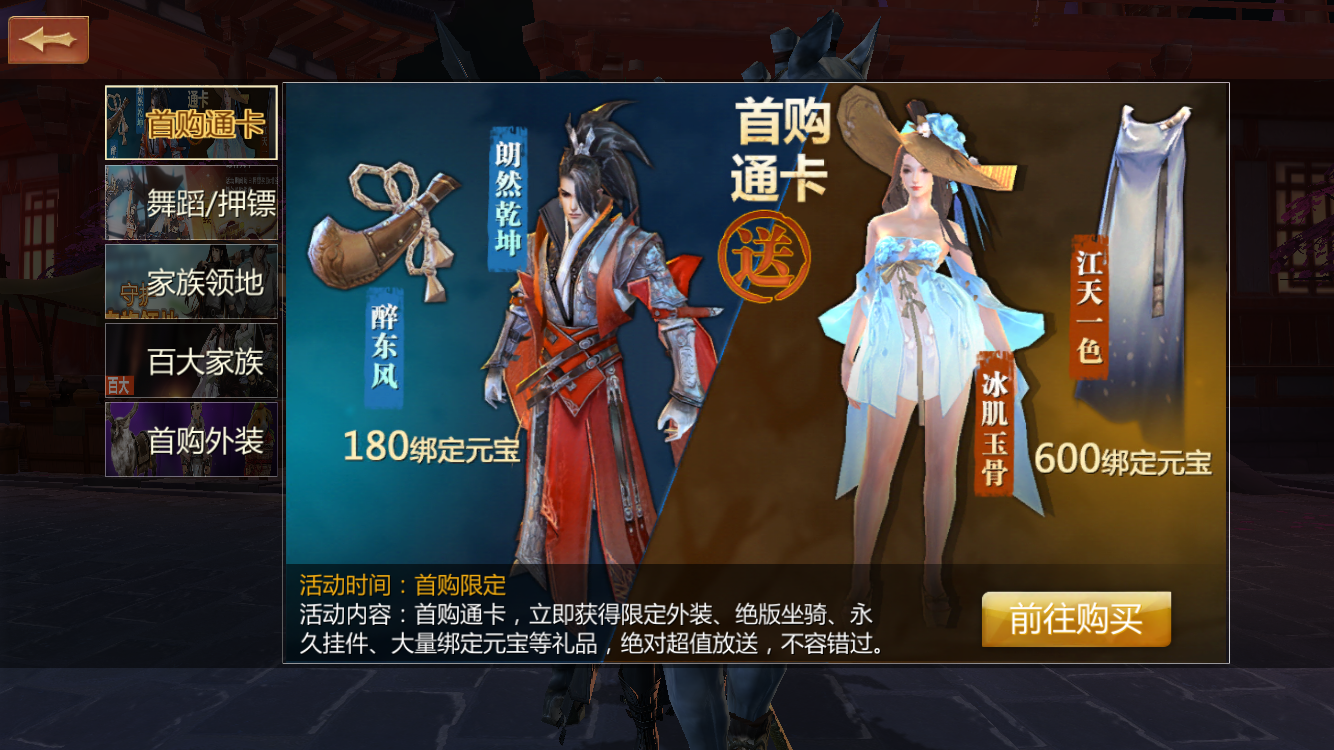 首购通卡
舞蹈/押镖
家族领地
百大家族
百大
首购外装
首购
通卡
送
朗然乾坤
醉东风
180绑定元宝
江天一色
冰肌玉骨
600绑定元宝
活动时间：首购限定
活动内容：首购通卡，立即获得限定外装、绝版坐骑、永
久挂件、大量绑定元宝等礼品，绝对超值放送，不容错过。
前往购买